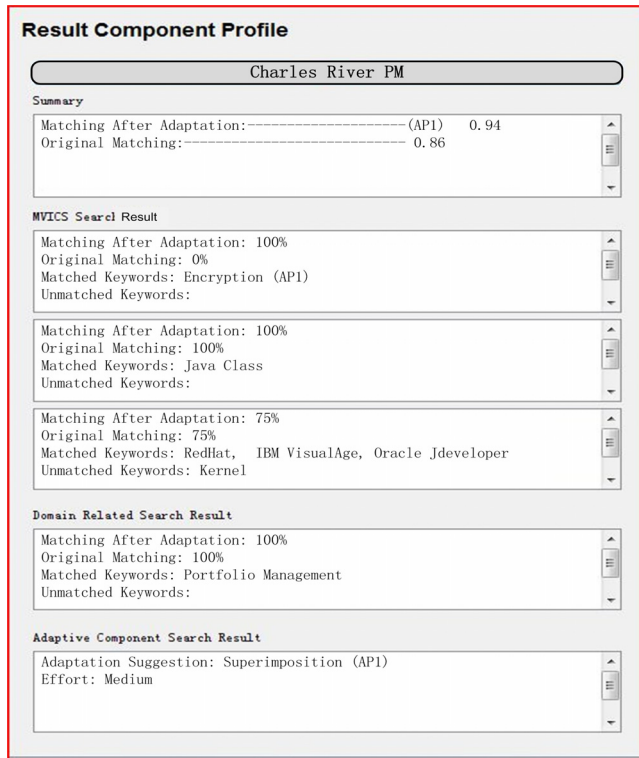 Result Component Profile
Charles River PM
Summary
Matching After Adaptation:--------------------(AP1) 0.94
Original Matching:---------------------------- 0.86
MVICS Searcl Result
Matching After Adaptation: 100%
Original Matching: 0%
Matched Keywords: Encryption (AP1)
Unmatched Keywords:
Matching After Adaptation: 100%
Original Matching: 100%
Matched Keywords: Java Class
Unmatched Keywords:
Matching After Adaptation: 75%
Original Matching: 75%
Matched Keywords: RedHat, IBM VisualAge, Oracle Jdeveloper
Unmatched Keywords: Kernel
Domain Related Search Result
Matching After Adaptation: 100%
Original Matching: 100%
Matched Keywords: Portfolio Management
Unmatched Keywords:
Adaptive Component Search Result
Adaptation Suggestion: Superimposition (AP1)
Effort: Medium